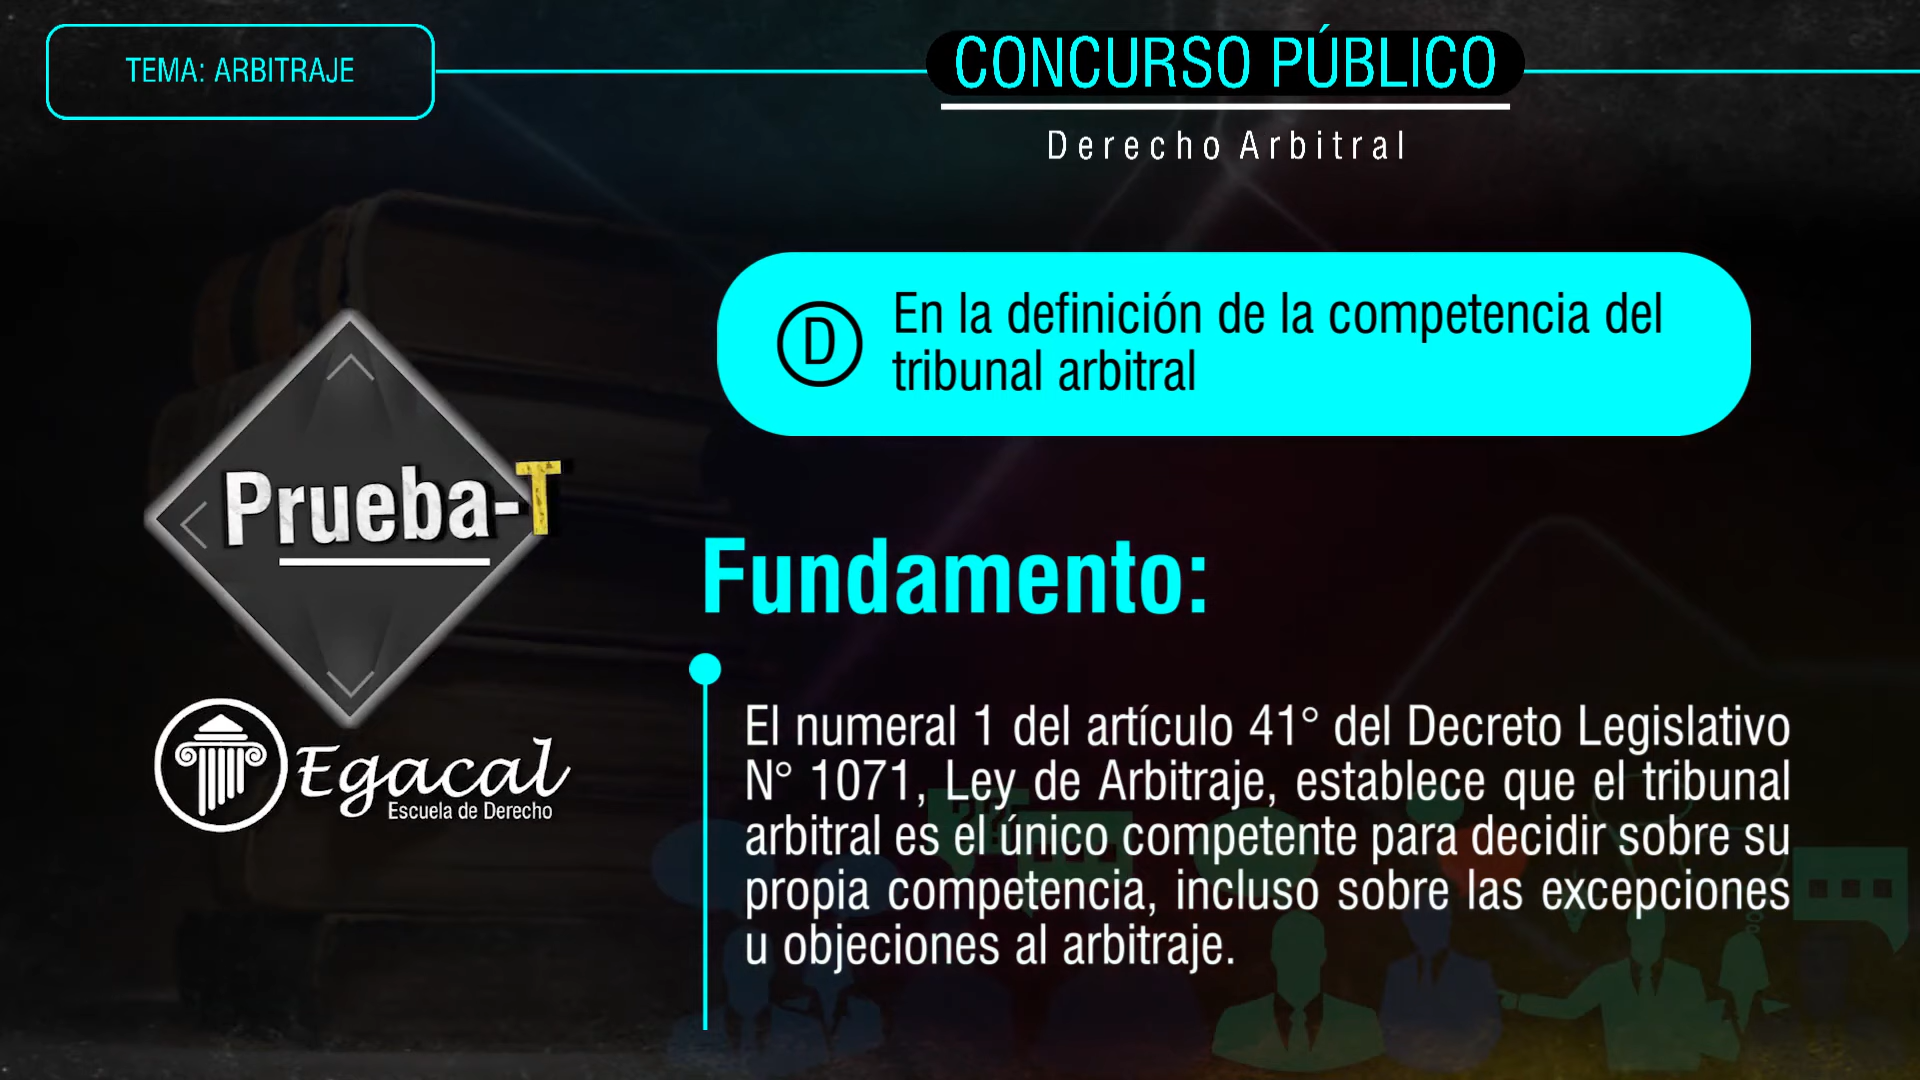 TEMA: ARBITRAJE
CONCURSO PÚBLICO
Derecho Arbitral
D
En la definición de la competencia del
tribunal arbitral
Prueba-T
Egacal
Escuela de Derecho
Fundamento:
El numeral 1 del artículo 41° del Decreto Legislativo
N° 1071, Ley de Arbitraje, establece que el tribunal
arbitral es el único competente para decidir sobre su
propia competencia, incluso sobre las excepciones
u objeciones al arbitraje.